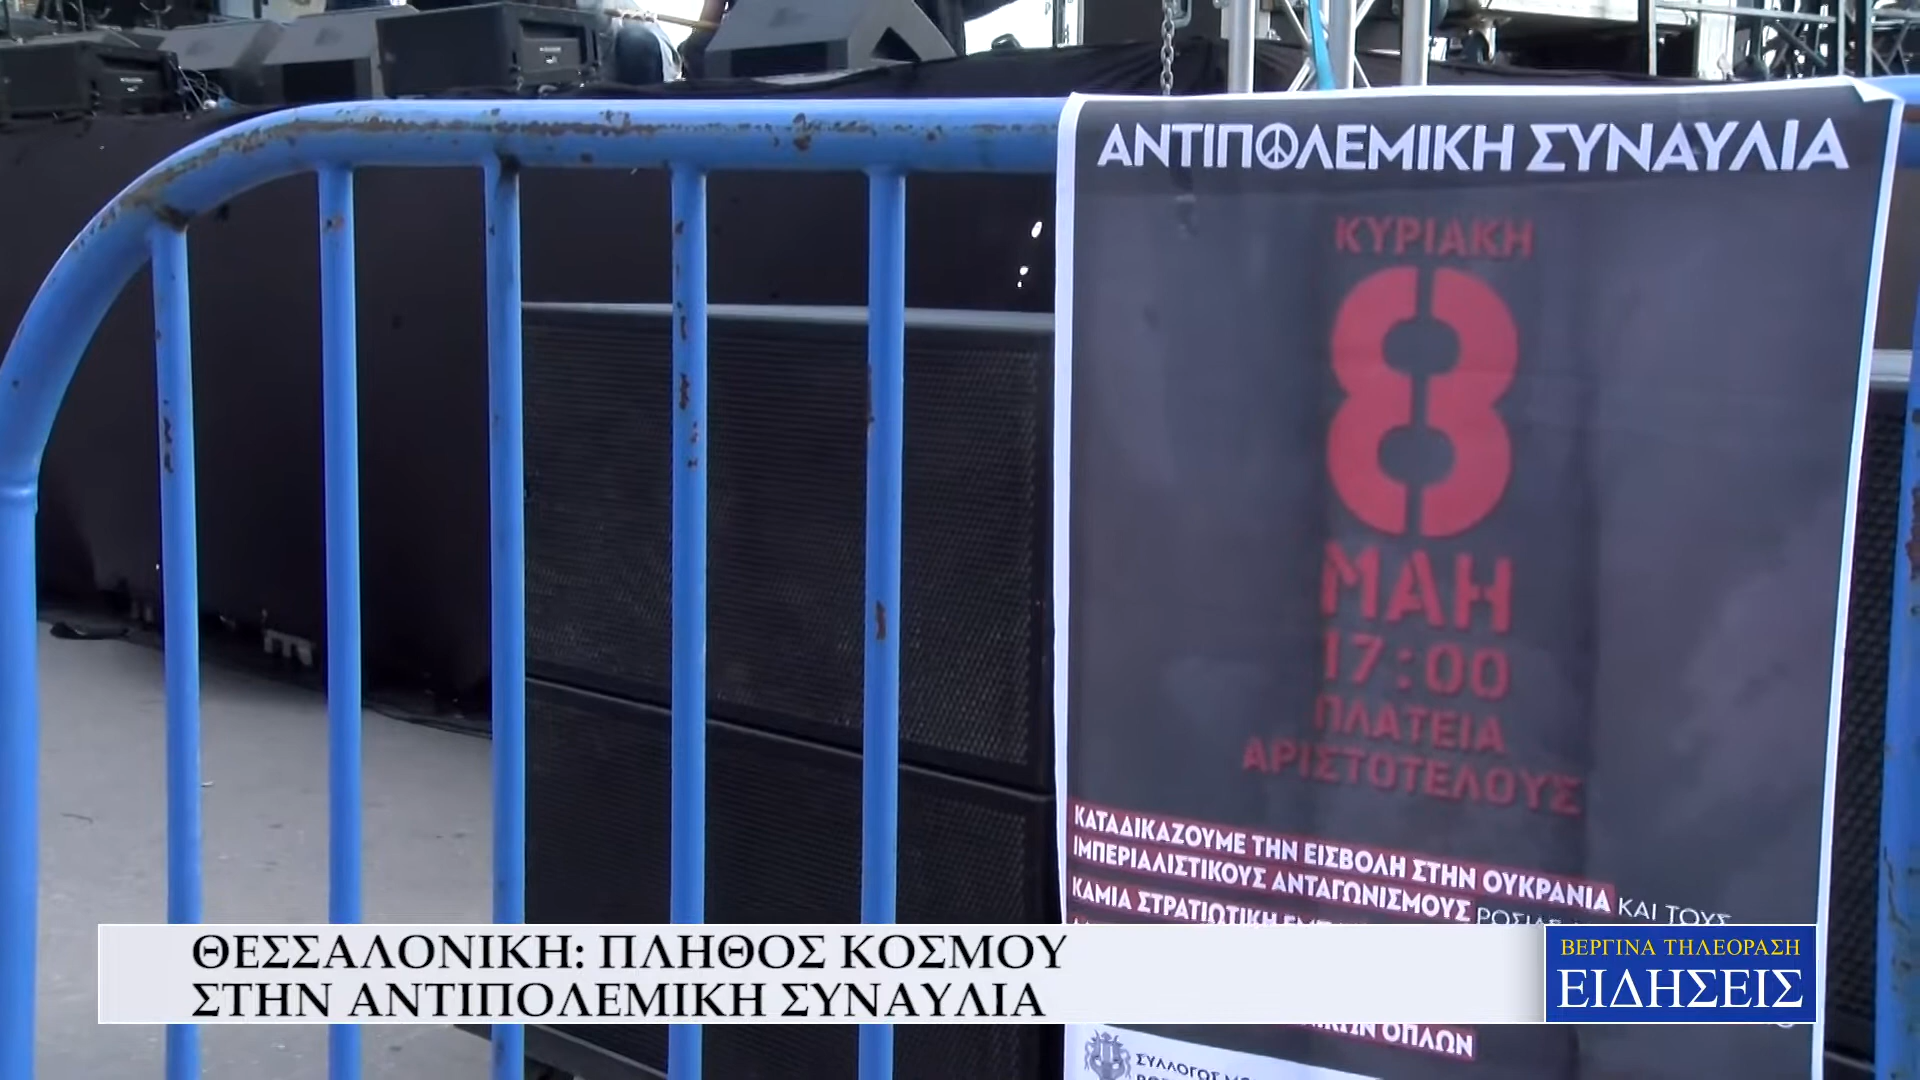 ΑΝΤΙΠΟΛΕΜΙΚΗ ΣΥΝΑΥΛΙΑ
ΚΥΡΙΑΚΗ
8
ΜΑΗ
17:00
ΠΛΑΤΕΙΑ
ΑΡΙΣΤΟΤΕΛΟΥΣ
ΚΑΤΑΔΙΚΑΖΟΥΜΕ ΤΗΝ ΕΙΣΒΟΛΗ ΣΤΗΝ ΟΥΚΡΑΝΙΑ ΚΑΙ ΤΟΥΣ
ΙΜΠΕΡΙΑΛΙΣΤΙΚΟΥΣ ΑΝΤΑΓΩΝΙΣΜΟΥΣ
ΚΑΜΙΑ ΣΤΡΑΤΙΩΤΙΚΗ
ΟΠΛΩΝ
ΣΥΛΛΟΓΟΣ
ΘΕΣΣΑΛΟΝΙΚΗ: ΠΛΗΘΟΣ ΚΟΣΜΟΥ
ΣΤΗΝ ΑΝΤΙΠΟΛΕΜΙΚΗ ΣΥΝΑΥΛΙΑ
ΒΕΡΓΙΝΑ ΤΗΛΕΟΡΑΣΗ
ΕΙΔΗΣΕΙΣ